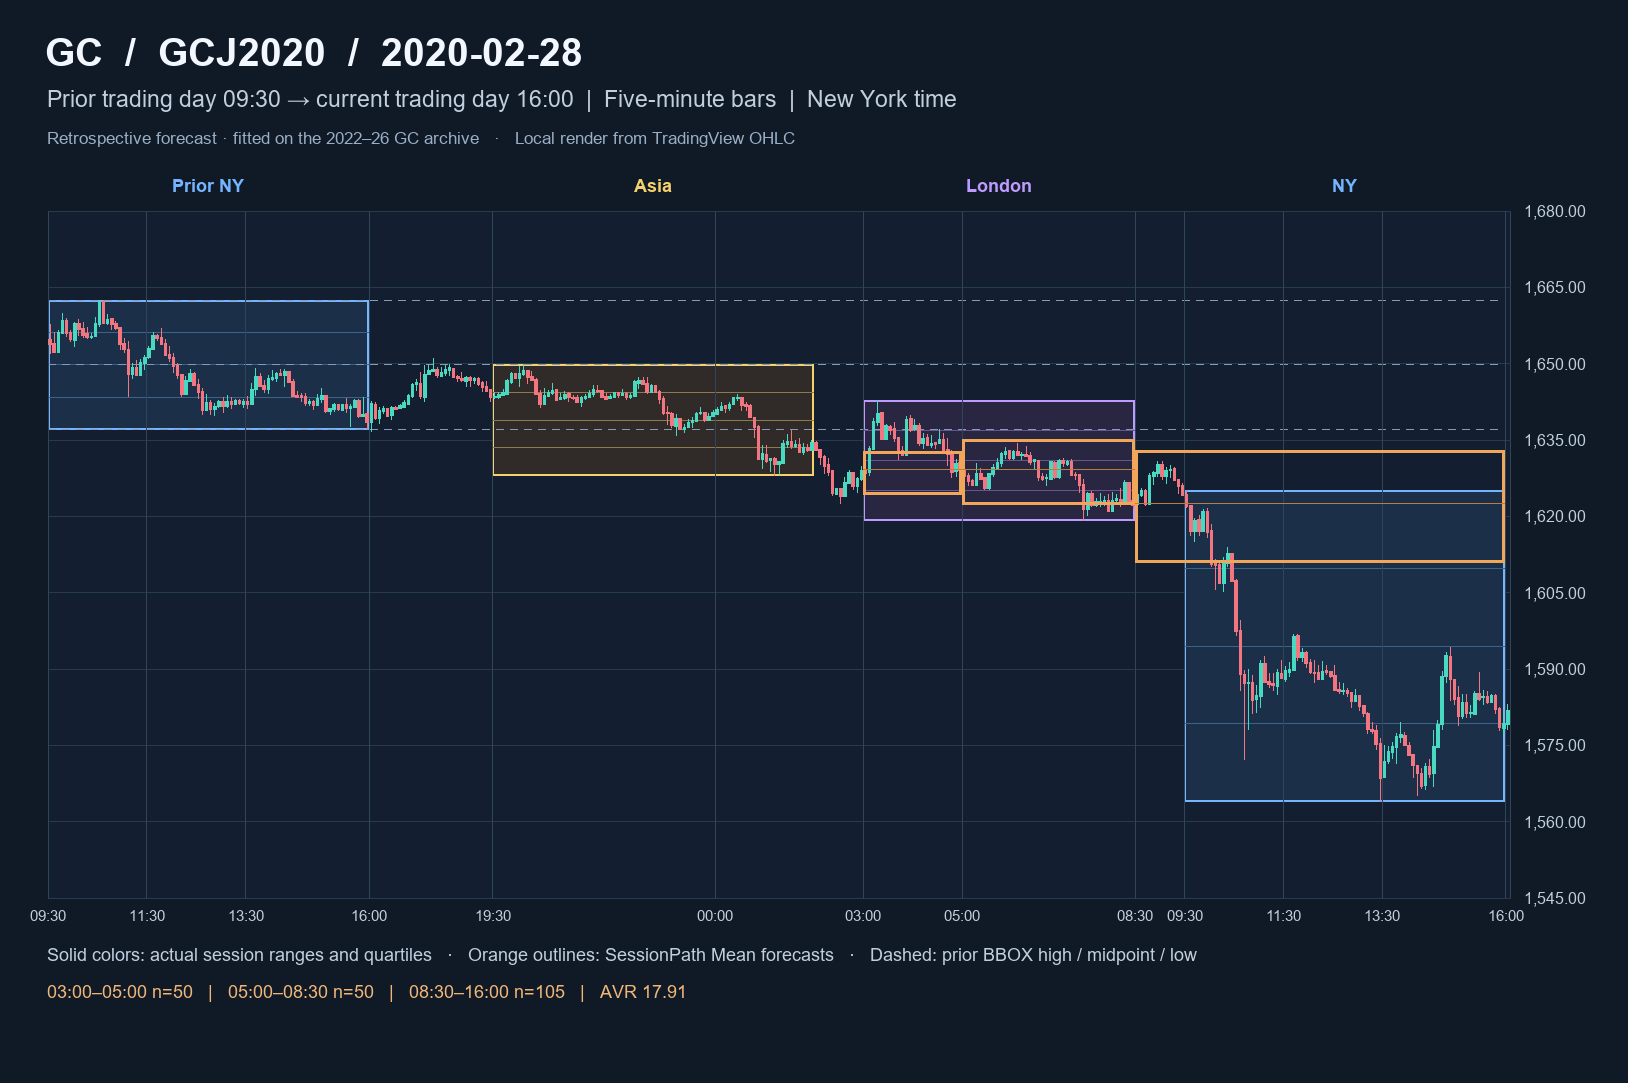 GC / GCJ2020 / 2020-02-28
Prior trading day 09:30 → current trading day 16:00 | Five-minute bars | New York time
Retrospective forecast · fitted on the 2022–26 GC archive · Local render from TradingView OHLC
Prior NY Asia London NY
1,680.00
1,665.00
1,650.00
1,635.00
1,620.00
1,605.00
1,590.00
1,575.00
1,560.00
1,545.00
09:30 11:30 13:30 16:00 19:30 00:00 03:00 05:00 08:30 09:30 11:30 13:30 16:00
Solid colors: actual session ranges and quartiles · Orange outlines: SessionPath Mean forecasts · Dashed: prior BBOX high / midpoint / low
03:00–05:00 n=50 | 05:00–08:30 n=50 | 08:30–16:00 n=105 | AVR 17.91